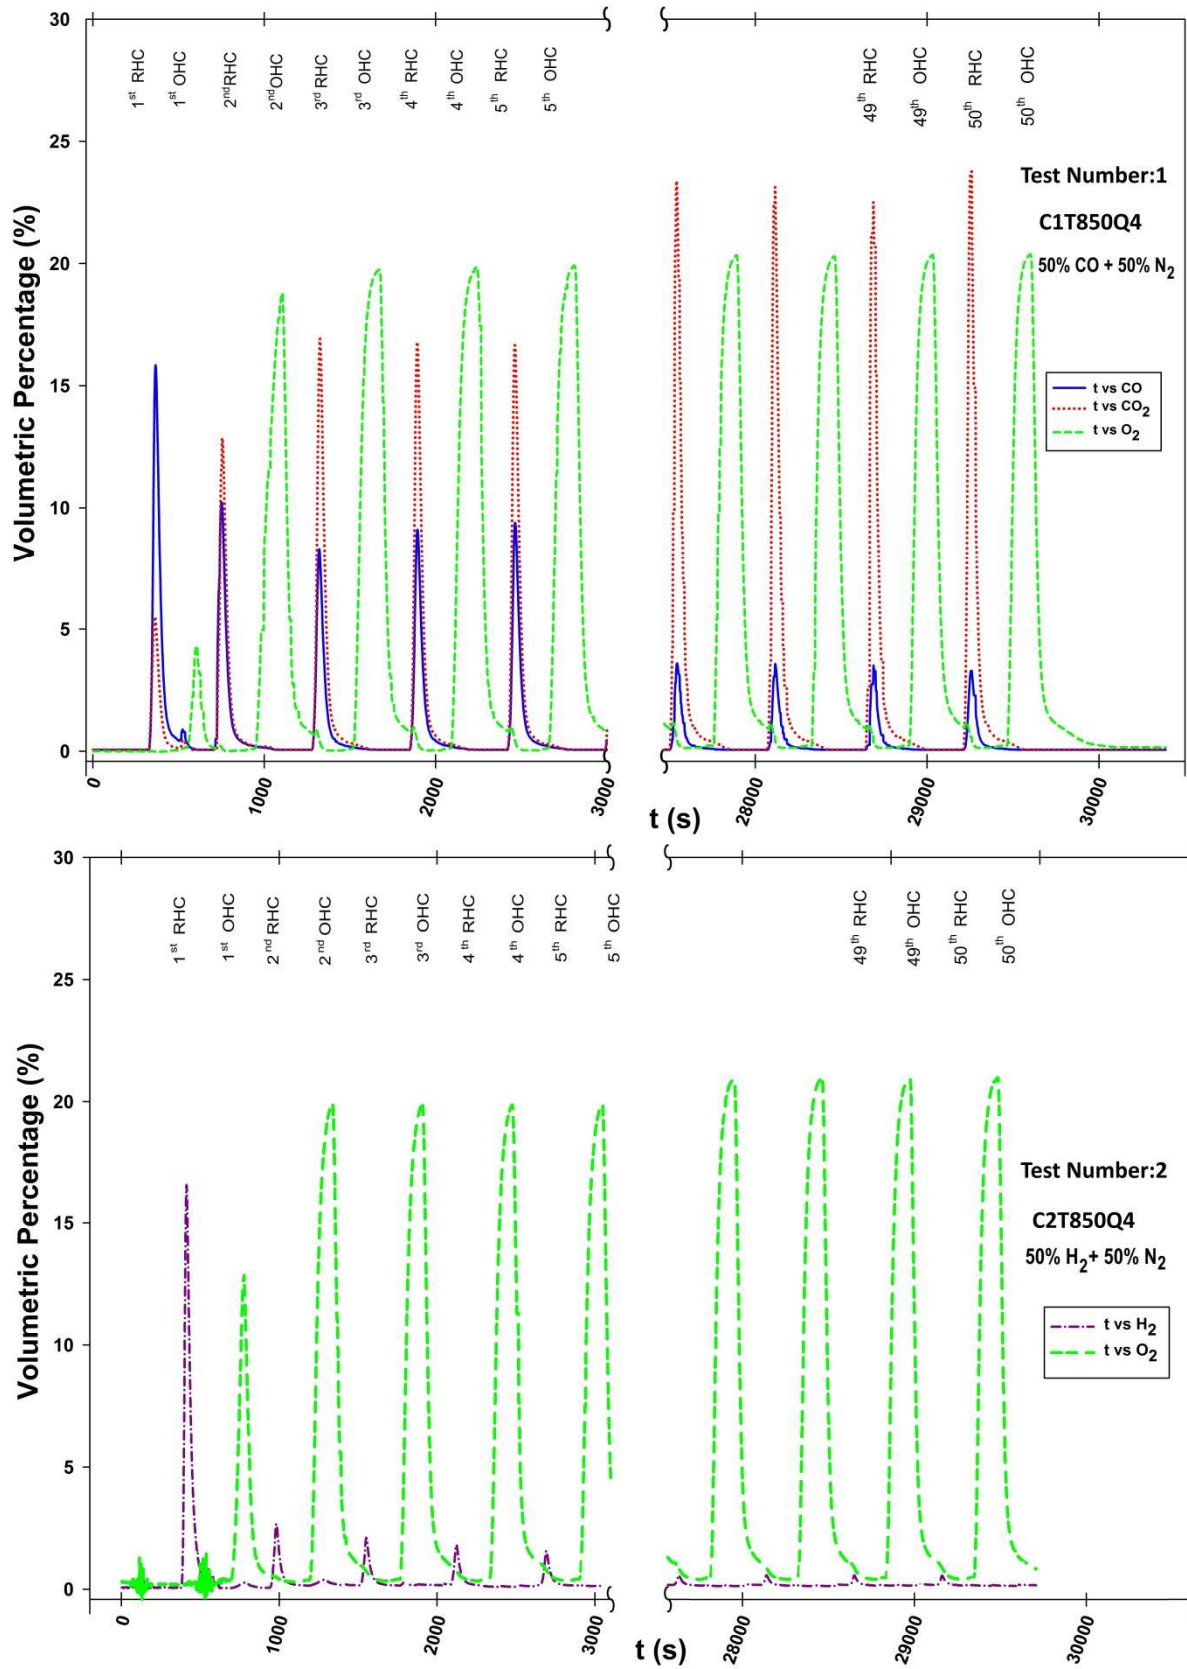 30
25
20
15
10
5
0
Volumetric Percentage (%)
1st RHC
1st OHC
2ndRHC
2ndOHC
3rd RHC
3rd OHC
4th RHC
4th OHC
5th RHC
5th OHC
49th RHC
49th OHC
50th RHC
50th OHC
Test Number:1
C1T850Q4
50% CO + 50% N2
t vs CO
t vs CO2
t vs O2
0
1000
2000
3000
28000
29000
30000
t (s)
30
25
20
15
10
5
0
Volumetric Percentage (%)
1st RHC
1st OHC
2nd RHC
2nd OHC
3rd RHC
3rd OHC
4th RHC
4th OHC
5th RHC
5th OHC
49th RHC
49th OHC
50th RHC
50th OHC
Test Number:2
C2T850Q4
50% H2+ 50% N2
t vs H2
t vs O2
0
1000
2000
3000
28000
29000
30000
t (s)